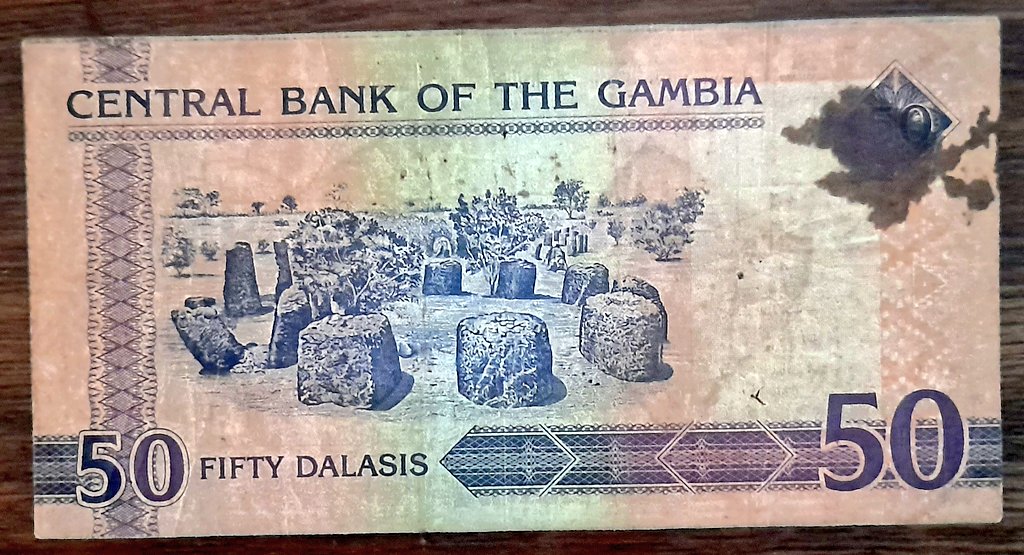 CENTRAL BANK OF THE GAMBIA
50 FIFTY DALASIS 50